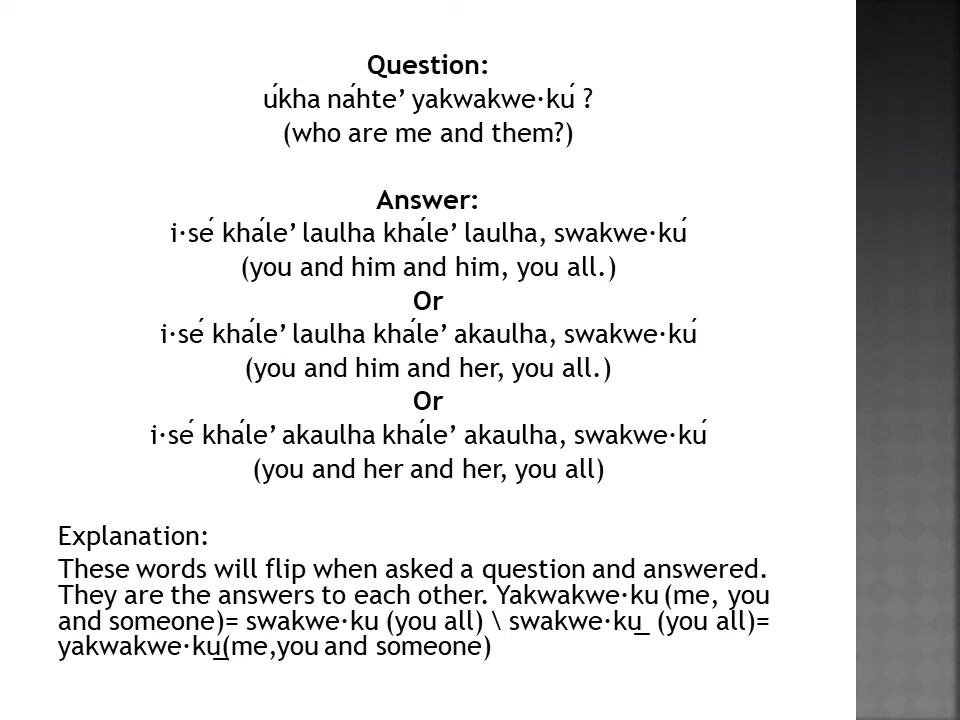 Question:
úkha náhte’ yakwakwe·kú ?
(who are me and them?)
Answer:
i·sé khále’ laulha khále’ laulha, swakwe·kú
(you and him and him, you all.)
Or
i·sé khále’ laulha khále’ akaulha, swakwe·kú
(you and him and her, you all.)
Or
i·sé khále’ akaulha khále’ akaulha, swakwe·kú
(you and her and her, you all)
Explanation:
These words will flip when asked a question and answered.
They are the answers to each other. Yakwakwe·ku (me, you
and someone)= swakwe·ku (you all) \ swakwe·ku̲ (you all)=
yakwakwe·ku̲(me,you and someone)